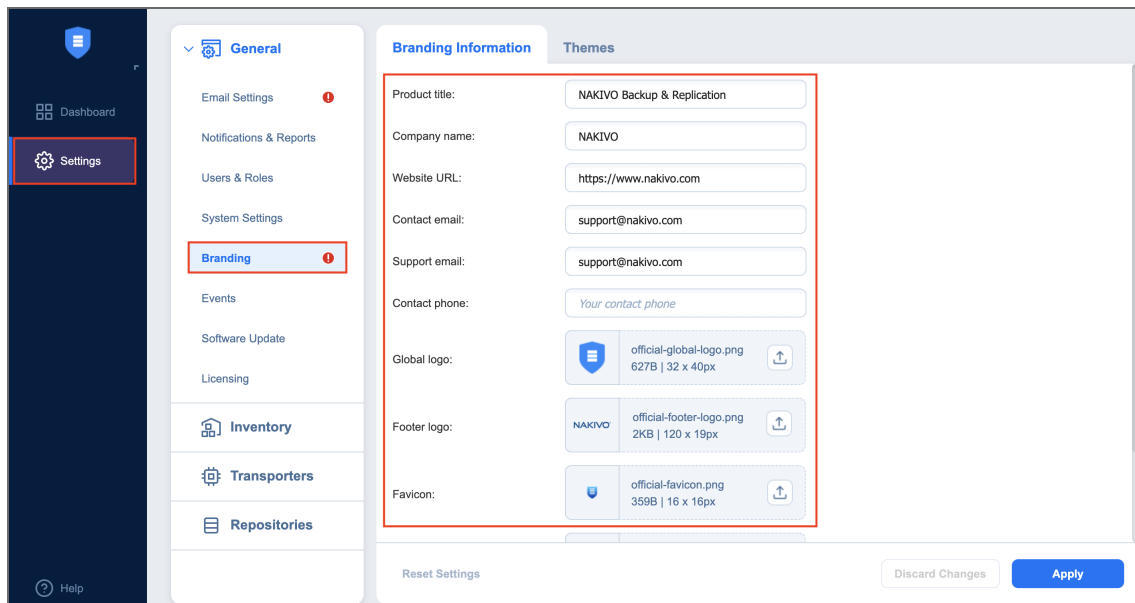 Dashboard
Settings
Help
General
Email Settings
Notifications & Reports
Users & Roles
System Settings
Branding
Events
Software Update
Licensing
Inventory
Transporters
Repositories
Branding Information
Themes
Product title:
NAKIVO Backup & Replication
Company name:
NAKIVO
Website URL:
https://www.nakivo.com
Contact email:
support@nakivo.com
Support email:
support@nakivo.com
Contact phone:
Your contact phone
Global logo:
official-global-logo.png
627B | 32 x 40px
Footer logo:
NAKIVO
official-footer-logo.png
2KB | 120 x 19px
Favicon:
official-favicon.png
359B | 16 x 16px
Reset Settings
Discard Changes
Apply